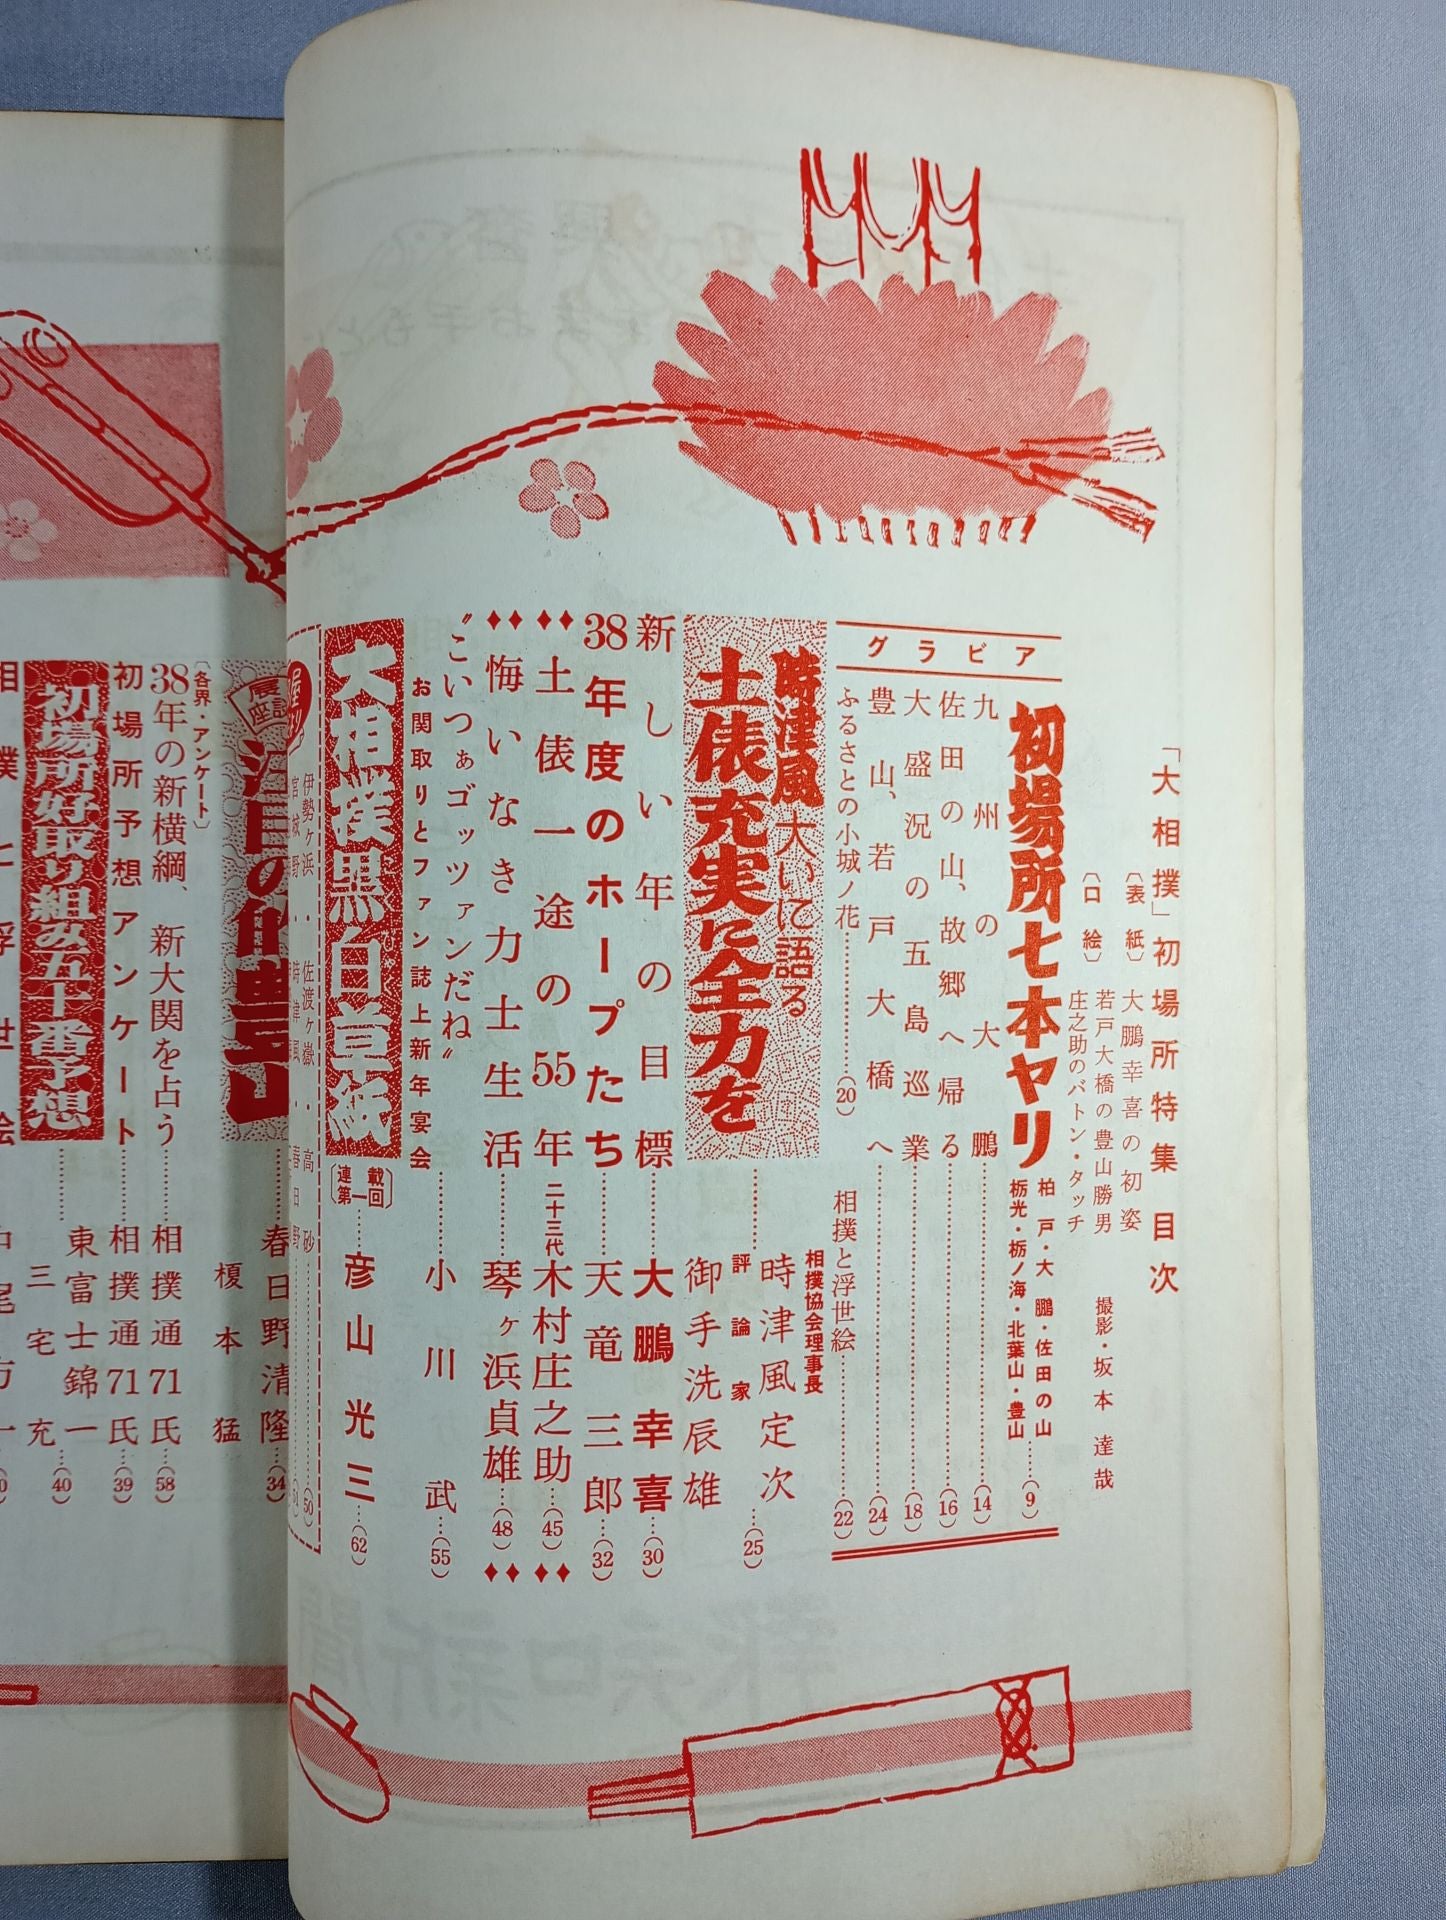 「大相撲」初場所特集 目次
〔表紙〕大鵬幸喜の初姿
〔口絵〕若戸大橋の豊山勝男
庄之助のバトン・タッチ
撮影・坂本達哉
グラビア
初場所七本ヤリ 柏戸・大鵬・佐田の山 栃光・栃ノ海・北葉山・豊山……(9)
九州の大鵬……(14)
佐田の山、故郷へ帰る……(16)
大盛況の五島巡業……(18)
豊山、若戸大橋へ……(24)
ふるさとの小城ノ花……(20)
相撲と浮世絵……(22)
時津風大いに語る
土俵充実に全力を……(25)
相撲協会理事長 時津風定次
評論家 御手洗辰雄
新しい年の目標……大鵬幸喜…(30)
38年度のホープたち……天竜三郎…(32)
♦♦土俵一途の55年 二十三代木村庄之助…(45)♦♦
♦♦悔いなき力士生活……琴ヶ浜貞雄…(48)♦♦
〝こいつぁゴッツァンだね〟
お関取りとファン誌上新年宴会……小川武…(55)
大相撲黒白草紙〔連載第一回〕……彦山光三…(62)
伊勢ケ浜・佐渡ケ嶽・高砂……(50)
宮城野・時津風・春日野
春日野清隆…(34)
榎本猛
38年の新横綱、新大関を占う……相撲通71氏…(58)
〔各界・アンケート〕
初場所予想アンケート……相撲通71氏…(39)
初場所好取り組み五十番予想……東富士錦一 三宅充…(40)